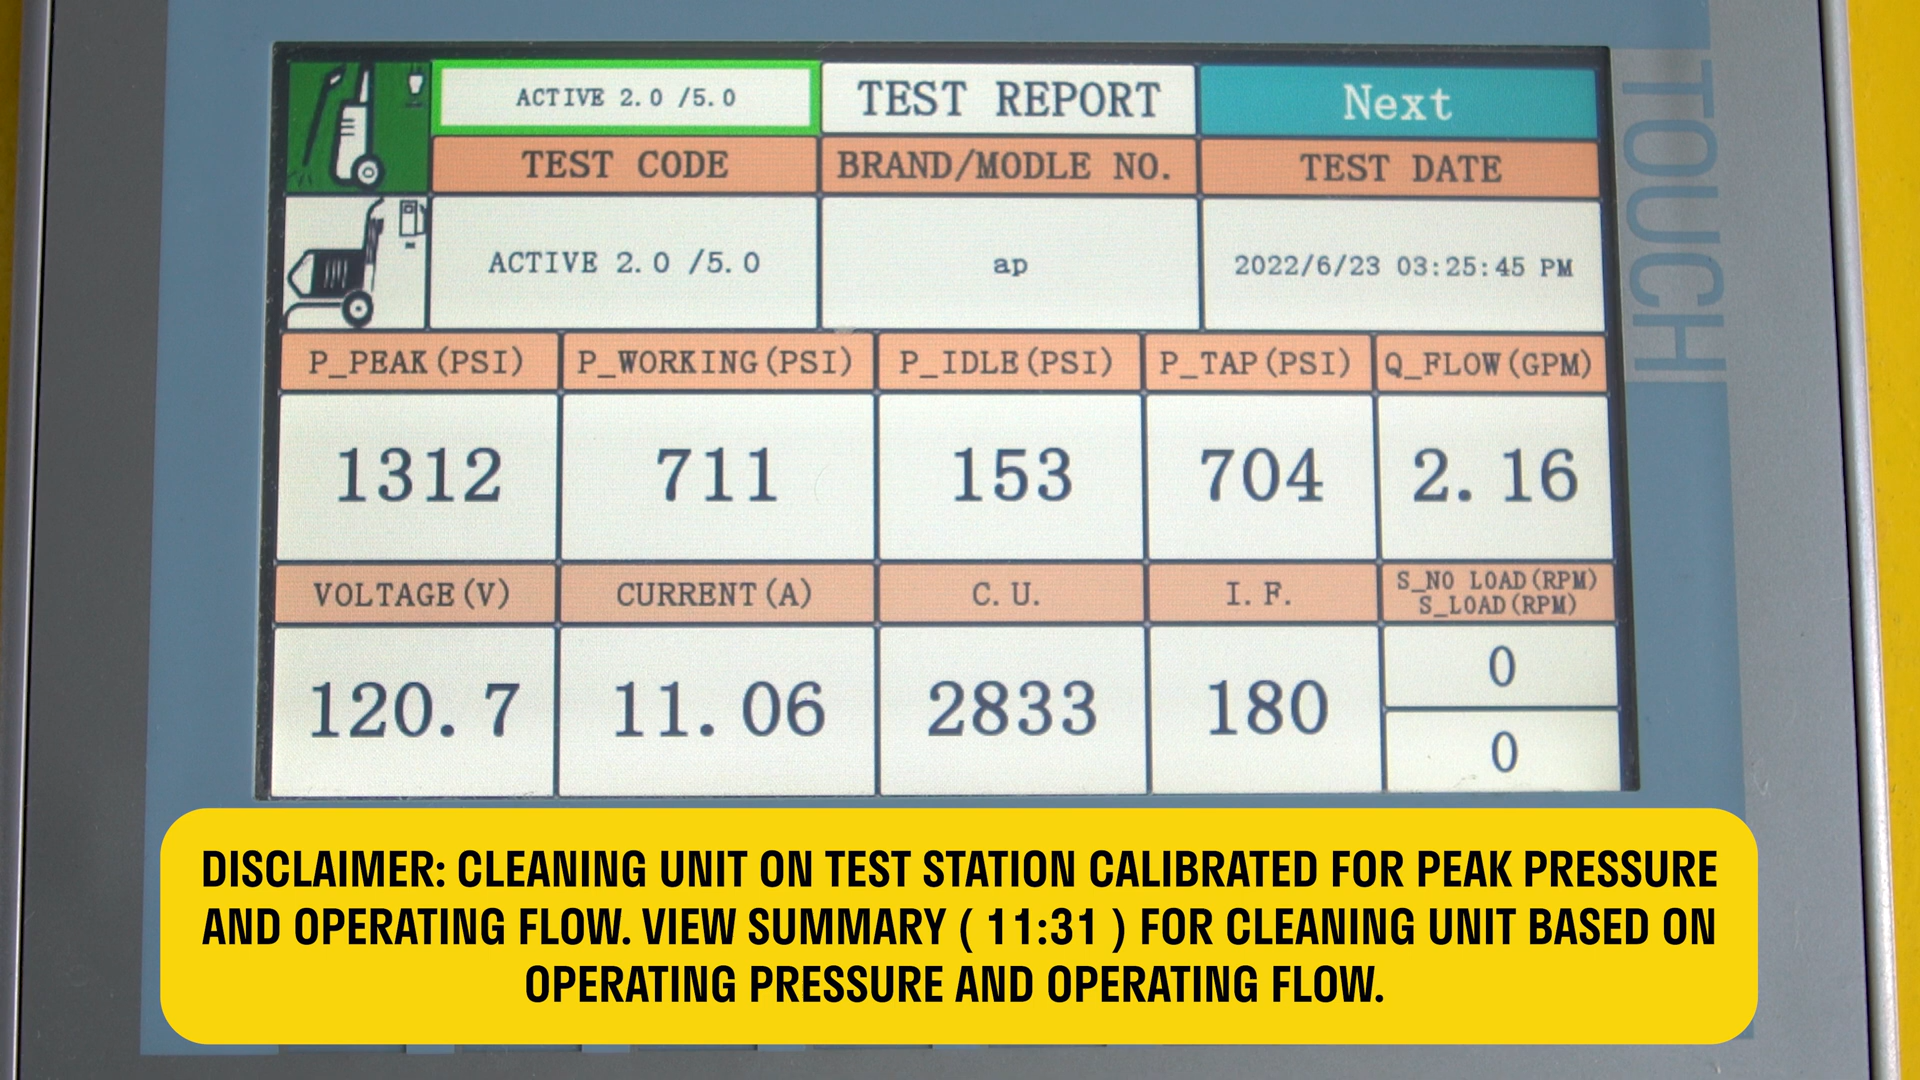 ACTIVE 2.0 /5.0
TEST REPORT
Next
TEST CODE
BRAND/MODLE NO.
TEST DATE
ACTIVE 2.0 /5.0
ap
2022/6/23 03:25:45 PM
P_PEAK(PSI)
P_WORKING(PSI)
P_IDLE(PSI)
P_TAP(PSI)
Q_FLOW(GPM)
1312
711
153
704
2.16
VOLTAGE(V)
CURRENT(A)
C.U.
I.F.
S_NO LOAD(RPM)
S_LOAD(RPM)
120.7
11.06
2833
180
0
0
TOUCH
DISCLAIMER: CLEANING UNIT ON TEST STATION CALIBRATED FOR PEAK PRESSURE
AND OPERATING FLOW. VIEW SUMMARY ( 11:31 ) FOR CLEANING UNIT BASED ON
OPERATING PRESSURE AND OPERATING FLOW.